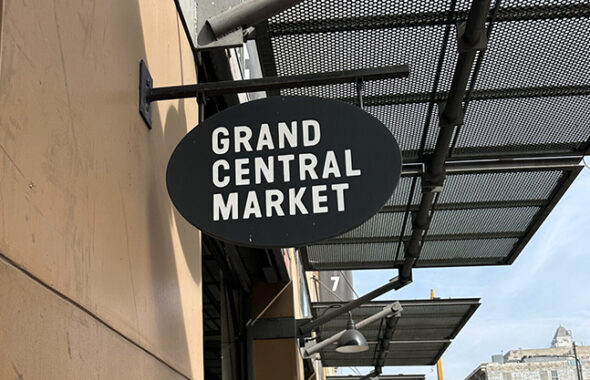 GRAND
CENTRAL
MARKET
7